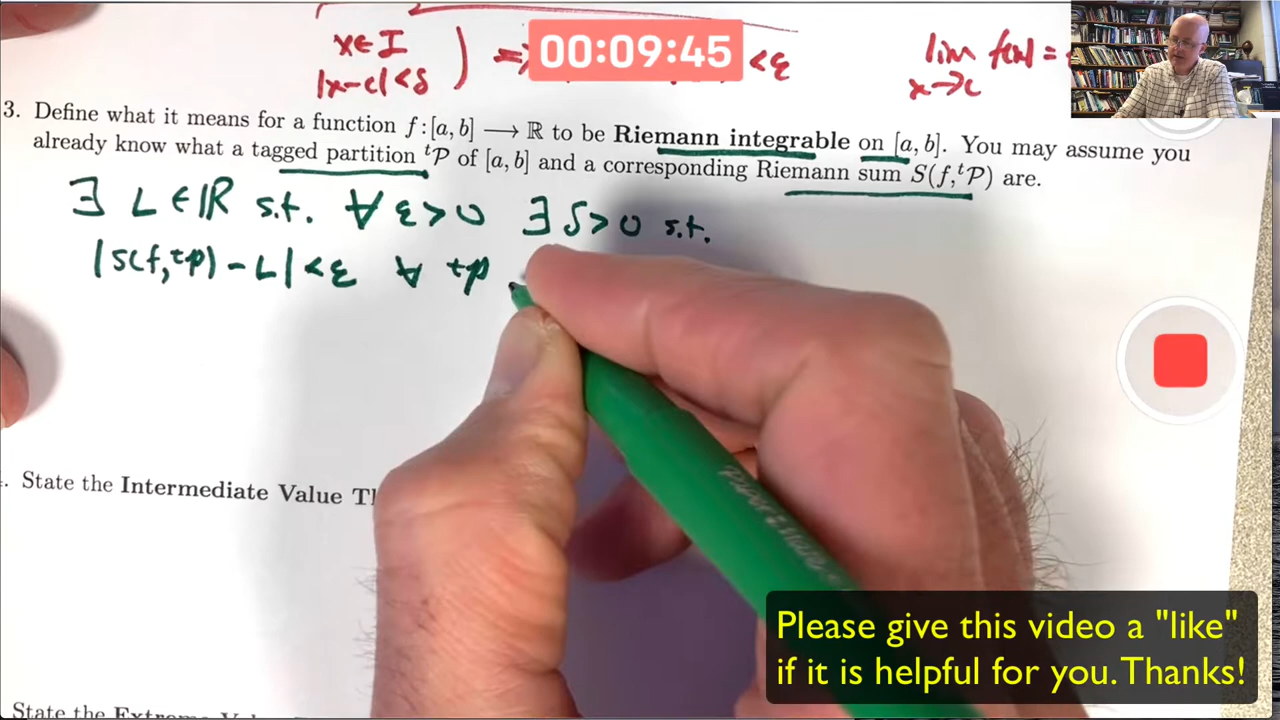 x∈I
|x-c|<δ ) => <ε
lim f(x) =
x→c
00:09:45
3. Define what it means for a function f:[a, b] ⟶ ℝ to be Riemann integrable on [a, b]. You may assume you
already know what a tagged partition ᵗP of [a, b] and a corresponding Riemann sum S(f,ᵗP) are.
∃ L∈ℝ s.t. ∀ε>0 ∃δ>0 s.t.
|S(f,ᵗP)-L|<ε ∀ ᵗP
. State the Intermediate Value
State the
Please give this video a "like"
if it is helpful for you. Thanks!